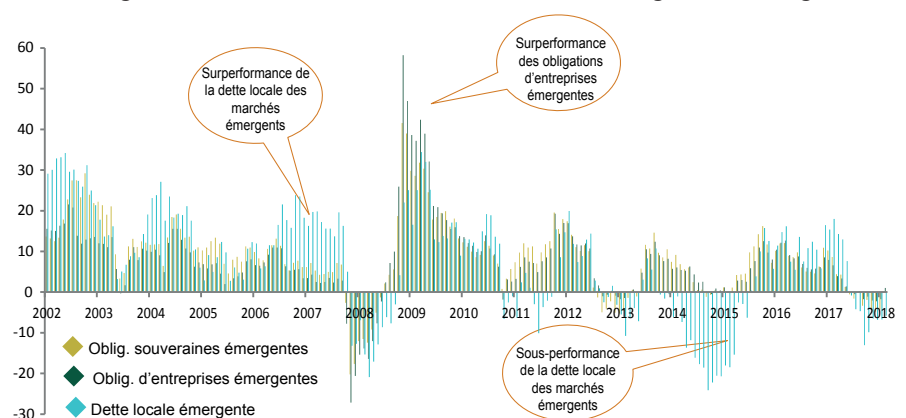 60
50
40
30
20
10
0
-10
-20
-30
Surperformance de
la dette locale des
marchés
émergents
Surperformance
des obligations
d'entreprises
émergentes
2002 2003 2004 2005 2006 2007 2008 2009 2010 2011 2012 2013 2014 2015 2016 2017 2018
Sous-performance
de la dette locale
des marchés
émergents
Oblig. souveraines émergentes
Oblig. d'entreprises émergentes
Dette locale émergente